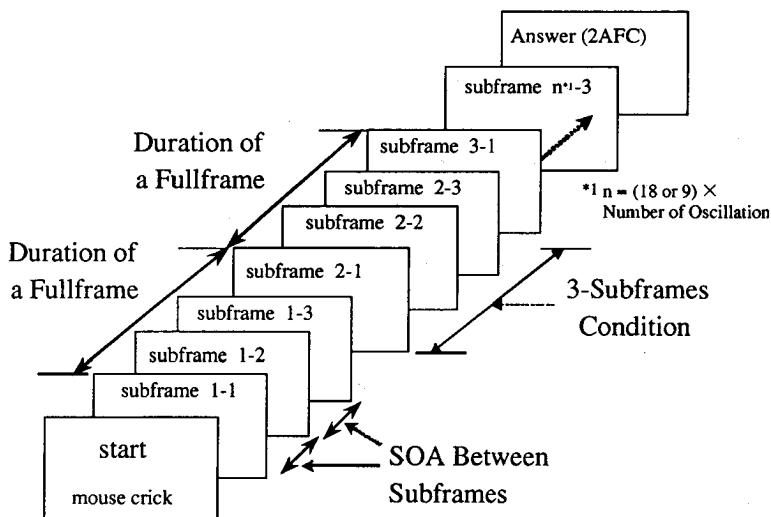 Answer (2AFC)
subframe n*1-3
Duration of
a Fullframe
subframe 3-1
subframe 2-3
*1 n = (18 or 9) ×
Number of Oscillation
subframe 2-2
Duration of
a Fullframe
subframe 2-1
3-Subframes
Condition
subframe 1-3
subframe 1-2
subframe 1-1
start
mouse crick
SOA Between
Subframes